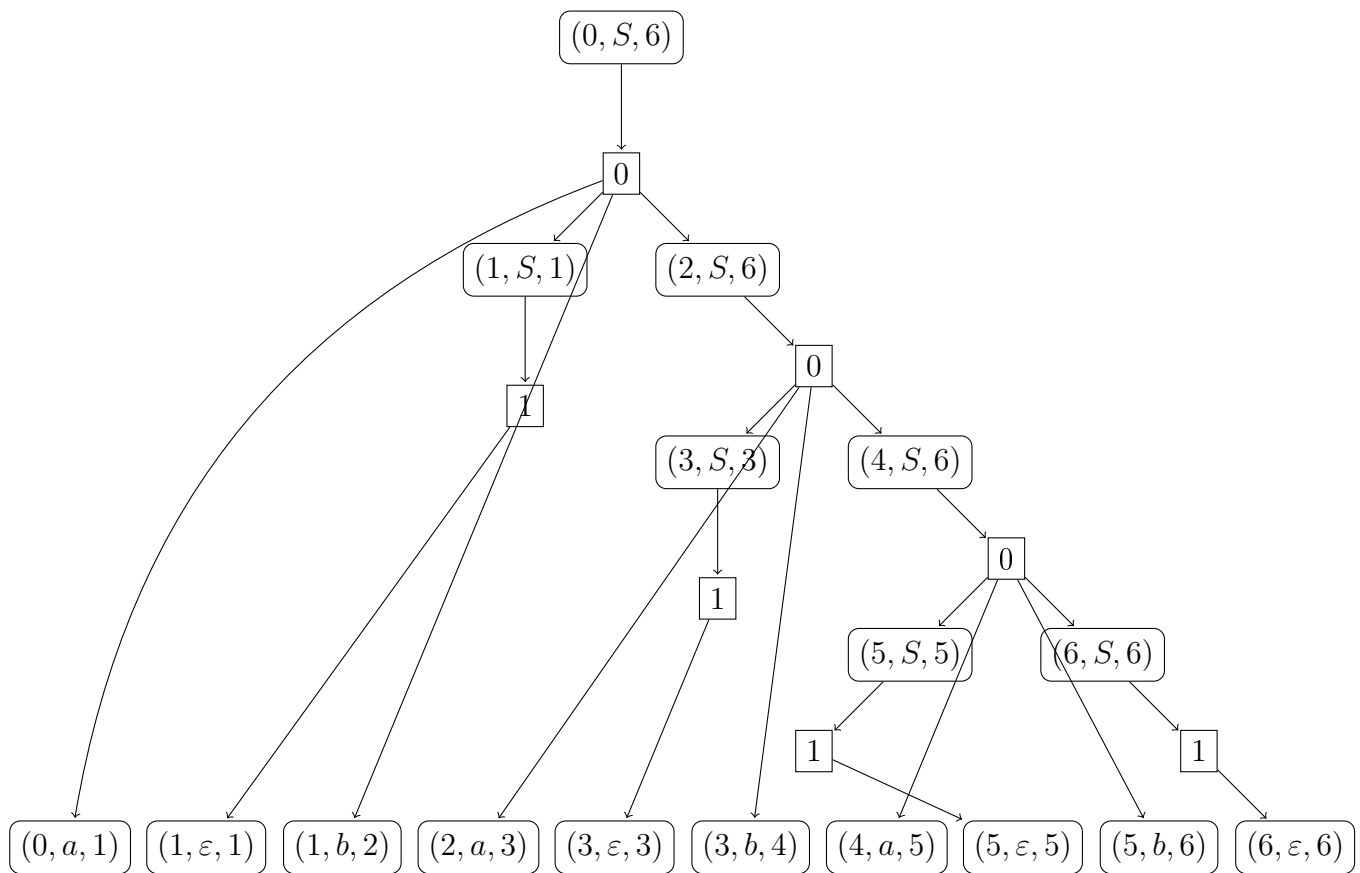 (0, S, 6)
0
(1, S, 1) (2, S, 6)
0
1
(3, S, 3) (4, S, 6)
0
1
(5, S, 5) (6, S, 6)
1 1
(0, a, 1) (1, ε, 1) (1, b, 2) (2, a, 3) (3, ε, 3) (3, b, 4) (4, a, 5) (5, ε, 5) (5, b, 6) (6, ε, 6)